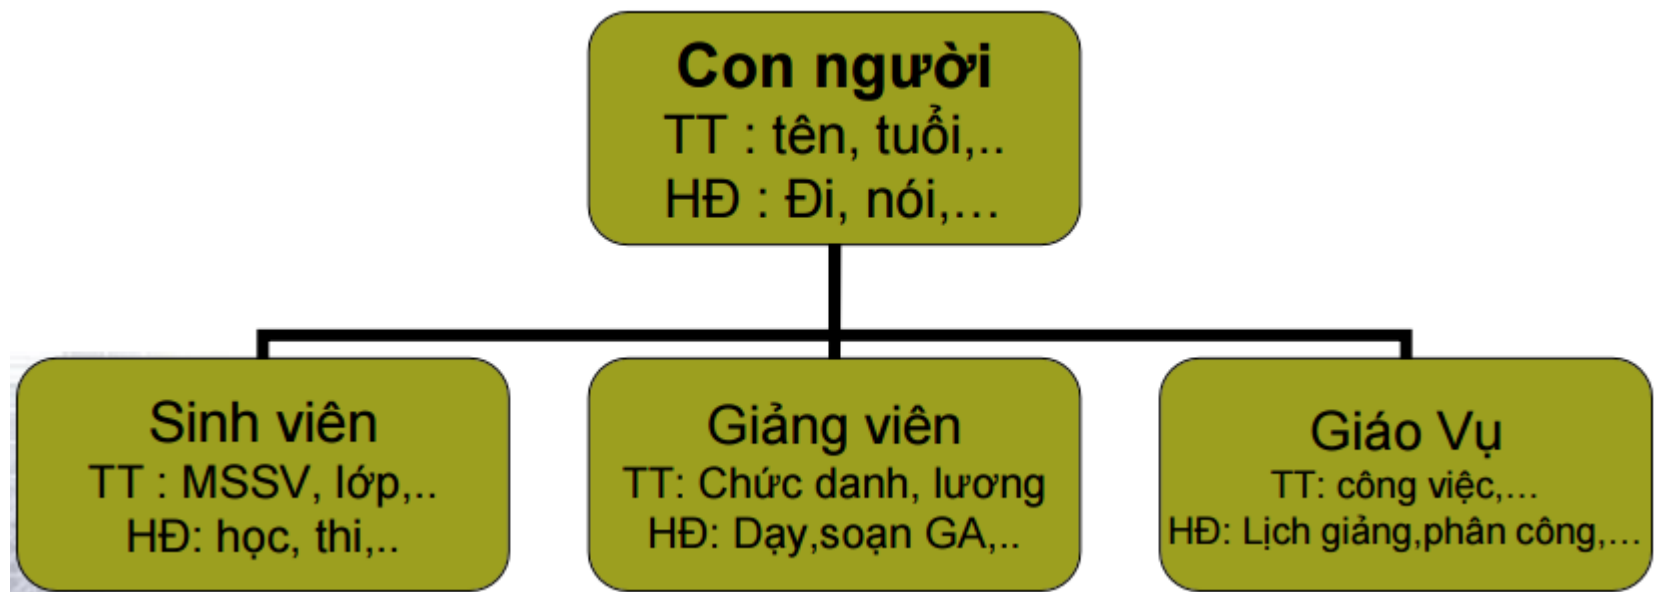 Con người
TT : tên, tuổi,..
HĐ : Đi, nói,…
Sinh viên
TT : MSSV, lớp,..
HĐ: học, thi,..
Giảng viên
TT: Chức danh, lương
HĐ: Dạy,soạn GA,..
Giáo Vụ
TT: công việc,…
HĐ: Lịch giảng,phân công,…